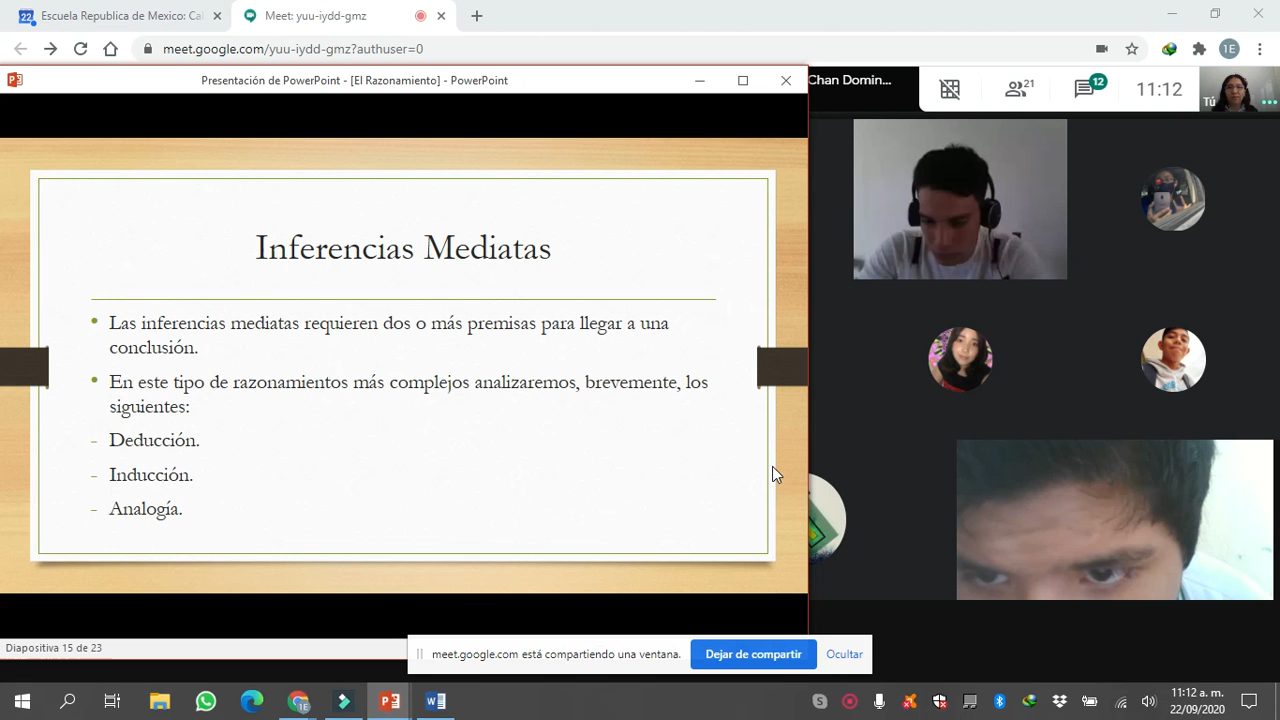 22
Escuela Republica de Mexico: Cal
Meet: yuu-iydd-gmz
meet.google.com/yuu-iydd-gmz?authuser=0
1E
Presentación de PowerPoint - [El Razonamiento] - PowerPoint
Chan Domin...
21
12
11:12
Tú
Inferencias Mediatas
• Las inferencias mediatas requieren dos o más premisas para llegar a una
conclusión.
• En este tipo de razonamientos más complejos analizaremos, brevemente, los
siguientes:
- Deducción.
- Inducción.
- Analogía.
Diapositiva 15 de 23
meet.google.com está compartiendo una ventana.
Dejar de compartir
Ocultar
11:12 a. m.
22/09/2020